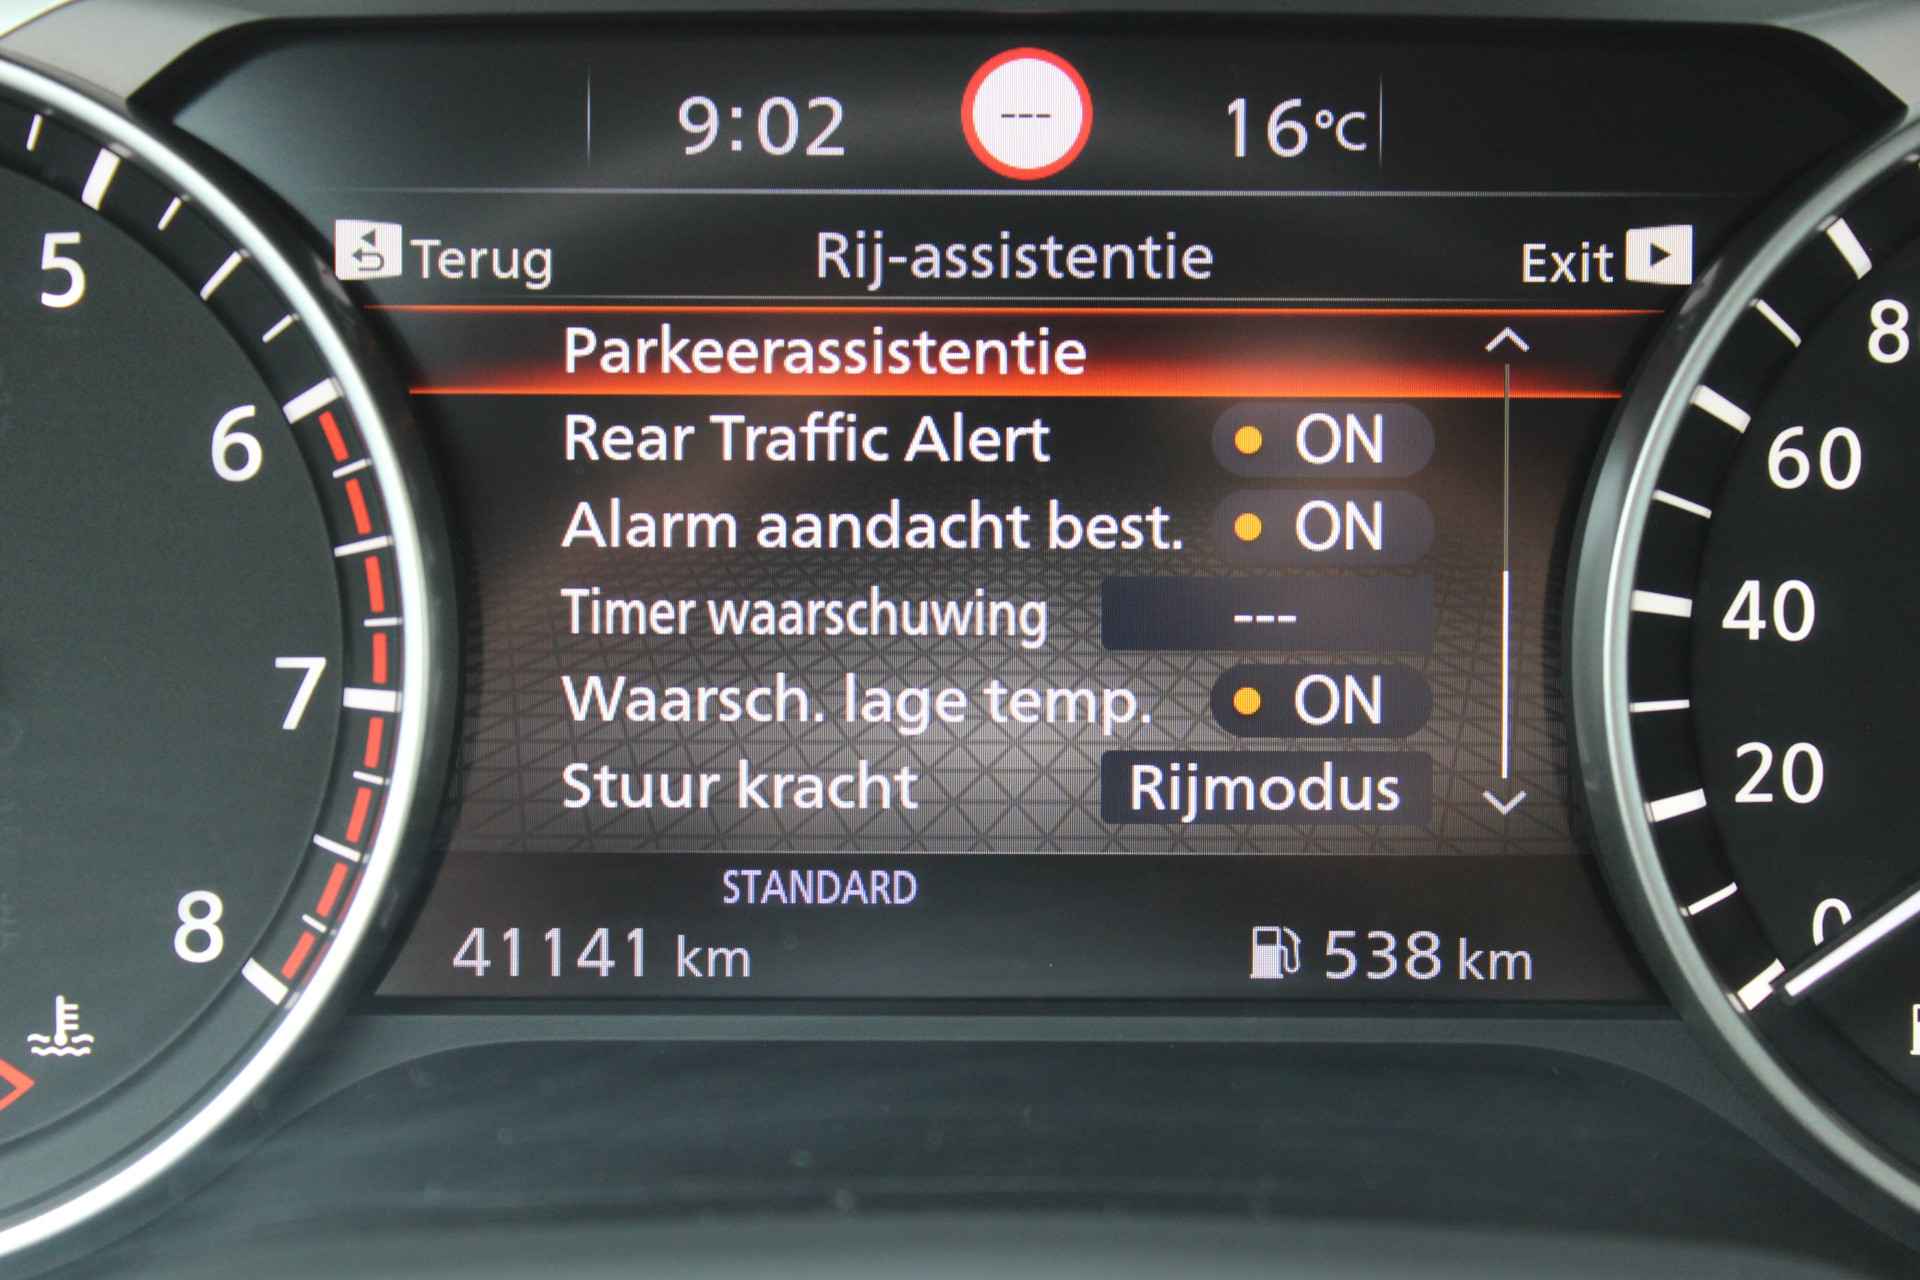 9:02 --- 16°C
Terug Rij-assistentie Exit
Parkeerassistentie
Rear Traffic Alert ON
Alarm aandacht best. ON
Timer waarschuwing ---
Waarsch. lage temp. ON
Stuur kracht Rijmodus
STANDARD
41141 km 538 km
5
6
7
8
8
60
40
20
0